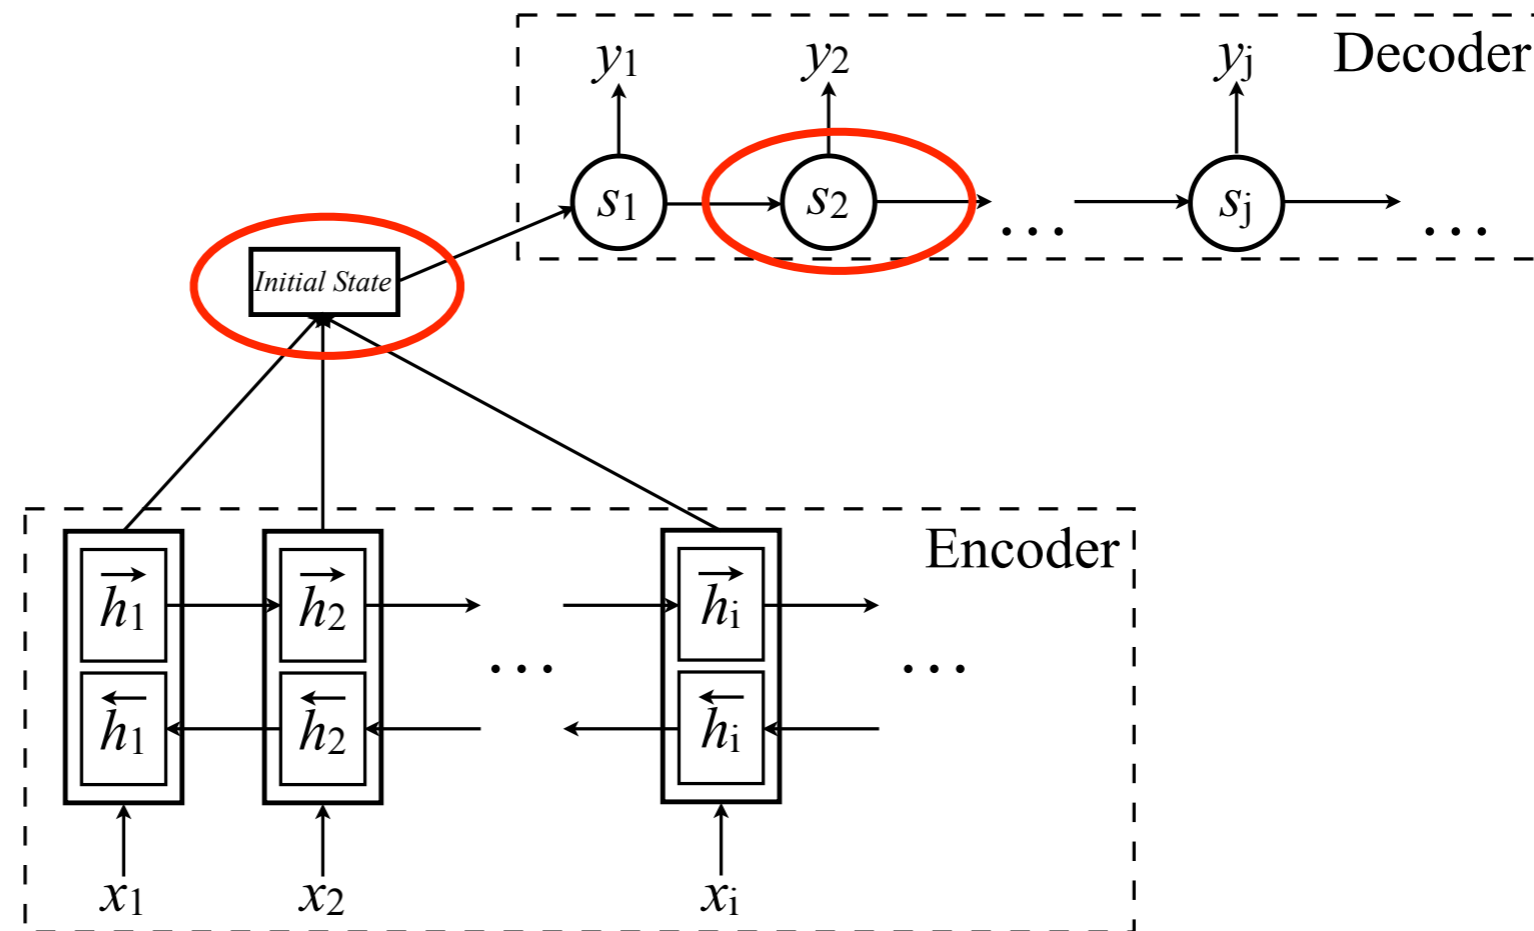 y1 y2 yj Decoder
s1 s2 … sj …
Initial State
Encoder
→h1 →h2 … →hi …
←h1 ←h2 ←hi
x1 x2 xi